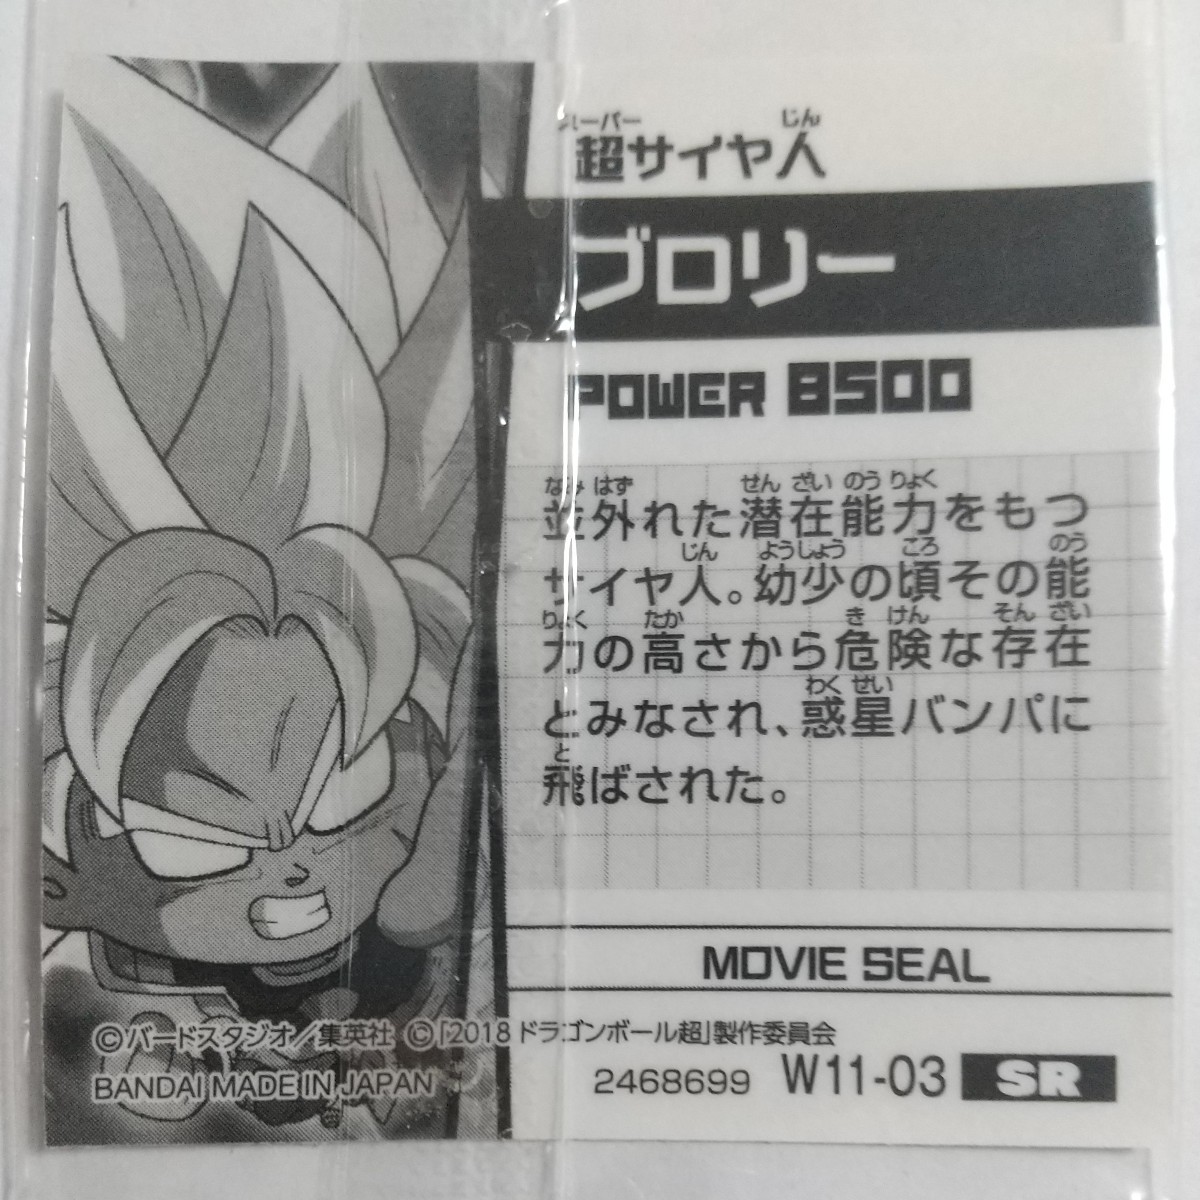 スーパー じん
超サイヤ人
ブロリー
POWER 8500
なみ はず せん ざい のう りょく
並外れた潜在能力をもつ
じん ようしょう ころ のう
サイヤ人。幼少の頃その能
りょく たか き けん そん ざい
力の高さから危険な存在
わく せい
とみなされ、惑星バンパに
と
飛ばされた。
MOVIE SEAL
©バードスタジオ/集英社 ©「2018ドラゴンボール超」製作委員会
BANDAI MADE IN JAPAN
2468699 W11-03 SR